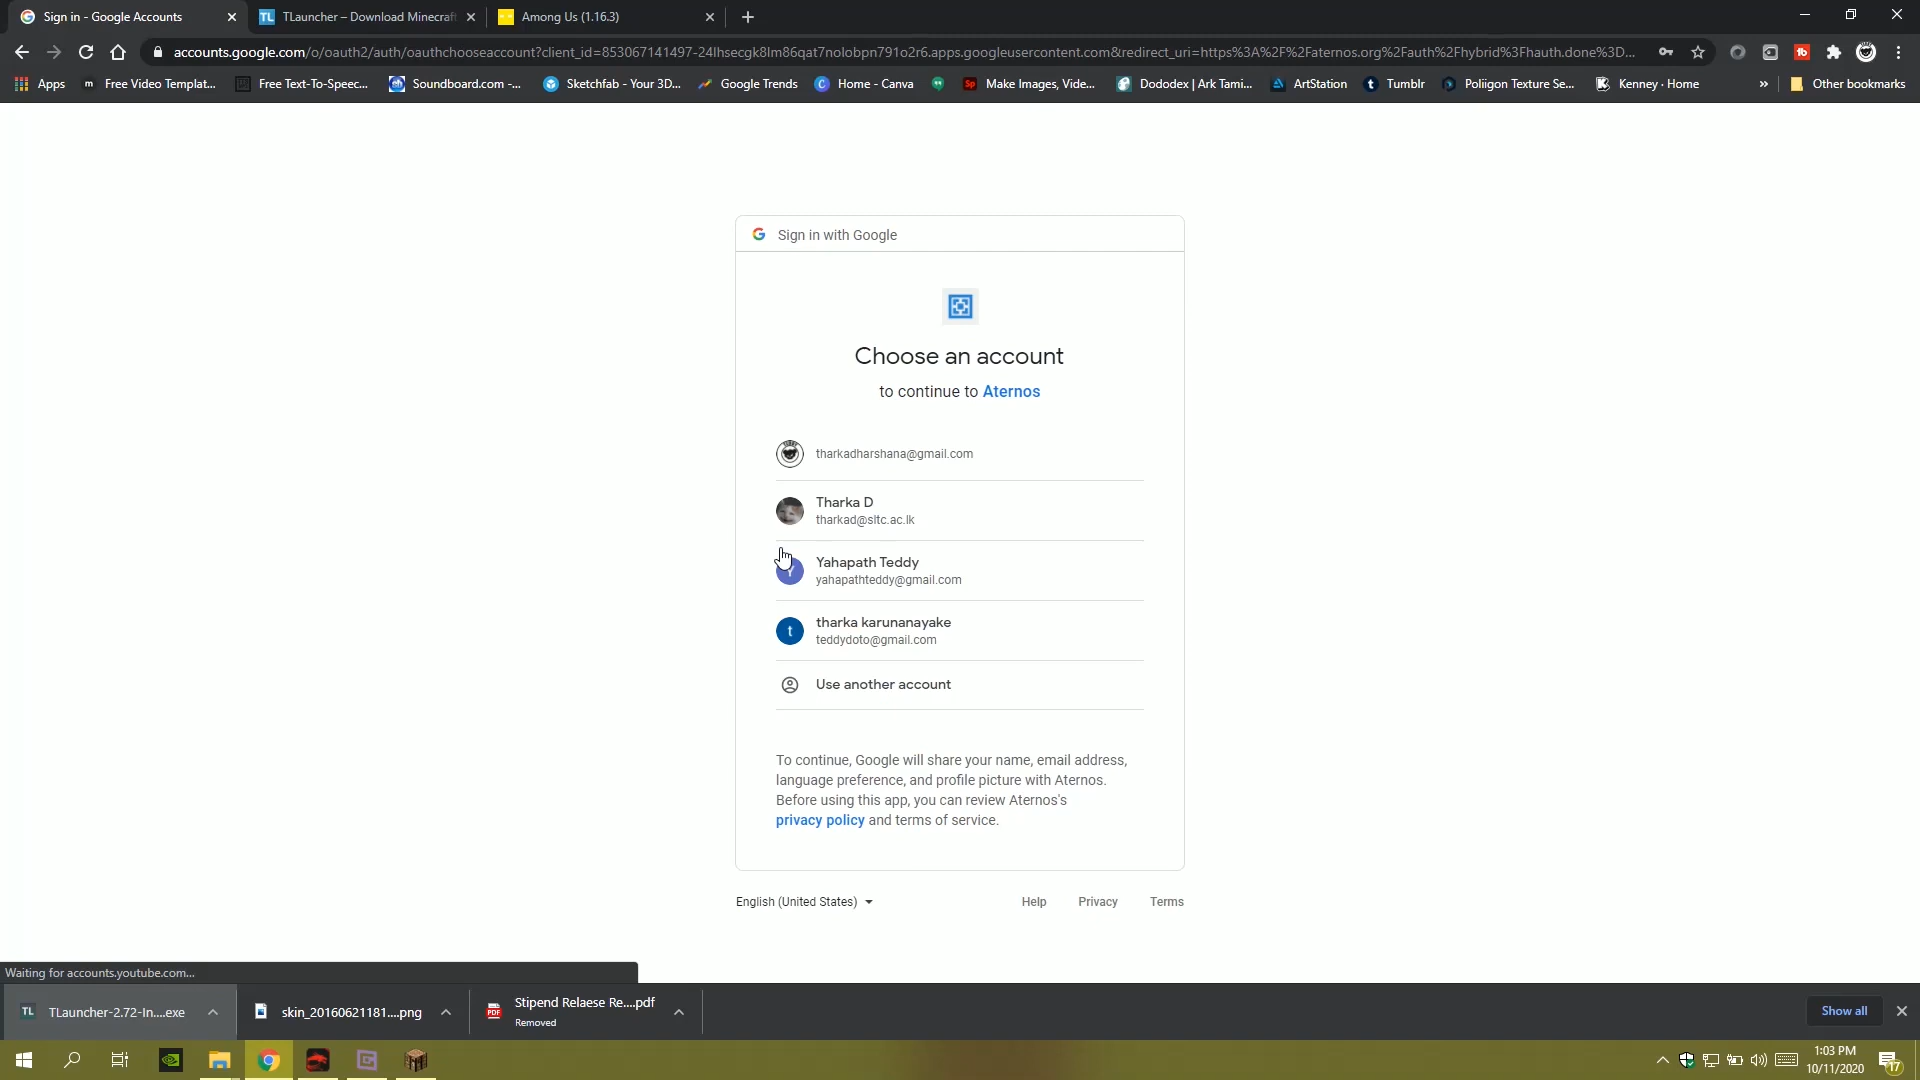 Sign in - Google Accounts
TL
TLauncher – Download Minecraft
Among Us (1.16.3)
accounts.google.com/o/oauth2/auth/oauthchooseaccount?client_id=853067141497-24lhsecgk8lm86qat7nolobpn791o2r6.apps.googleusercontent.com&redirect_uri=https%3A%2F%2Faternos.org%2Fauth%2Fhybrid%3Fhauth.done%3D...
Apps
m
Free Video Templat...
Free Text-To-Speec...
Soundboard.com -...
Sketchfab - Your 3D...
Google Trends
C
Home - Canva
Sp
Make Images, Vide...
Dododex | Ark Tami...
ArtStation
t
Tumblr
Poliigon Texture Se...
Kenney · Home
»
Other bookmarks
Sign in with Google
Choose an account
to continue to Aternos
tharkadharshana@gmail.com
Tharka D
tharkad@sltc.ac.lk
Yahapath Teddy
yahapathteddy@gmail.com
t
tharka karunanayake
teddydoto@gmail.com
Use another account
To continue, Google will share your name, email address,
language preference, and profile picture with Aternos.
Before using this app, you can review Aternos's
privacy policy and terms of service.
English (United States)
Help
Privacy
Terms
Waiting for accounts.youtube.com...
TL
TLauncher-2.72-In....exe
skin_20160621181....png
PDF
Stipend Relaese Re....pdf
Removed
Show all
1:03 PM
10/11/2020
17